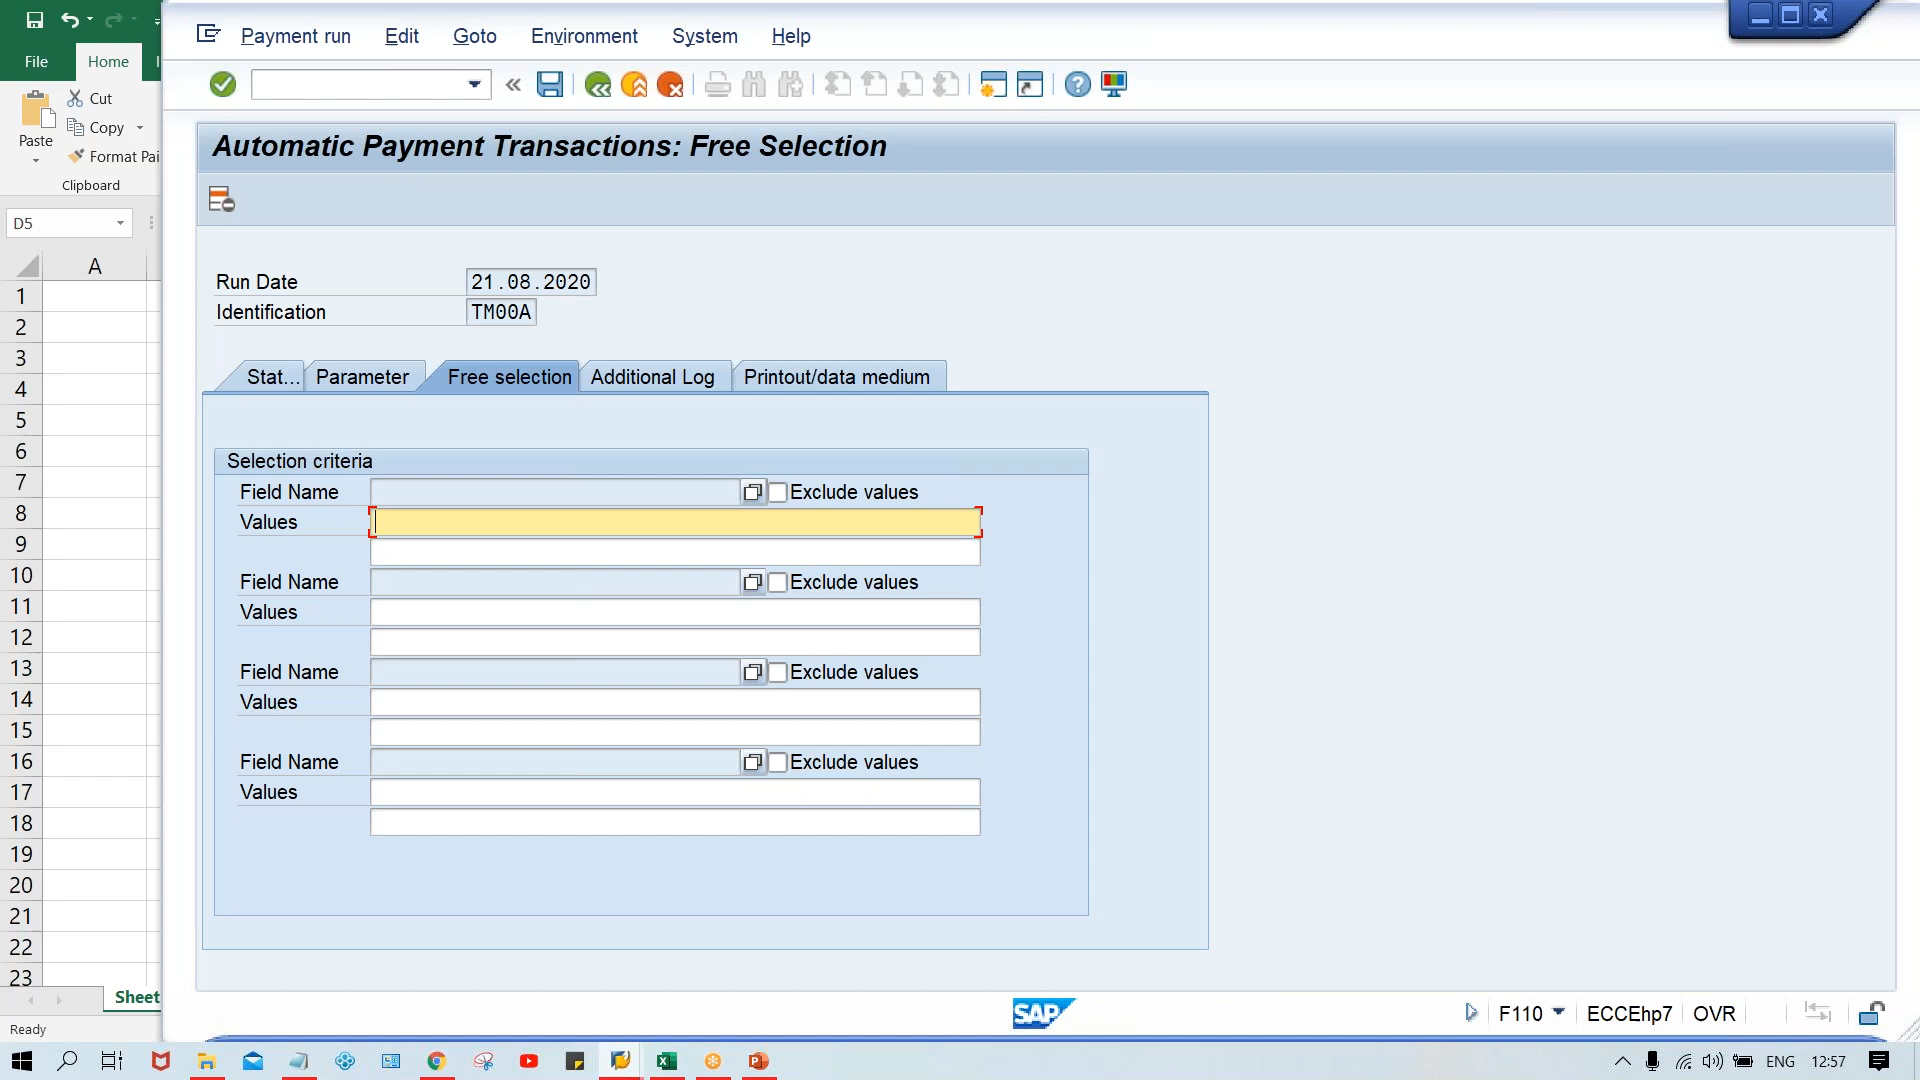 File
Home
Cut
Copy
Paste
Format Pai
Clipboard
D5
A
1
2
3
4
5
6
7
8
9
10
11
12
13
14
15
16
17
18
19
20
21
22
23
Sheet
Ready
Payment run Edit Goto Environment System Help
Automatic Payment Transactions: Free Selection
Run Date 21.08.2020
Identification TM00A
Stat... Parameter Free selection Additional Log Printout/data medium
Selection criteria
Field Name Exclude values
Values
Field Name Exclude values
Values
Field Name Exclude values
Values
Field Name Exclude values
Values
SAP
F110 ECCEhp7 OVR
ENG 12:57